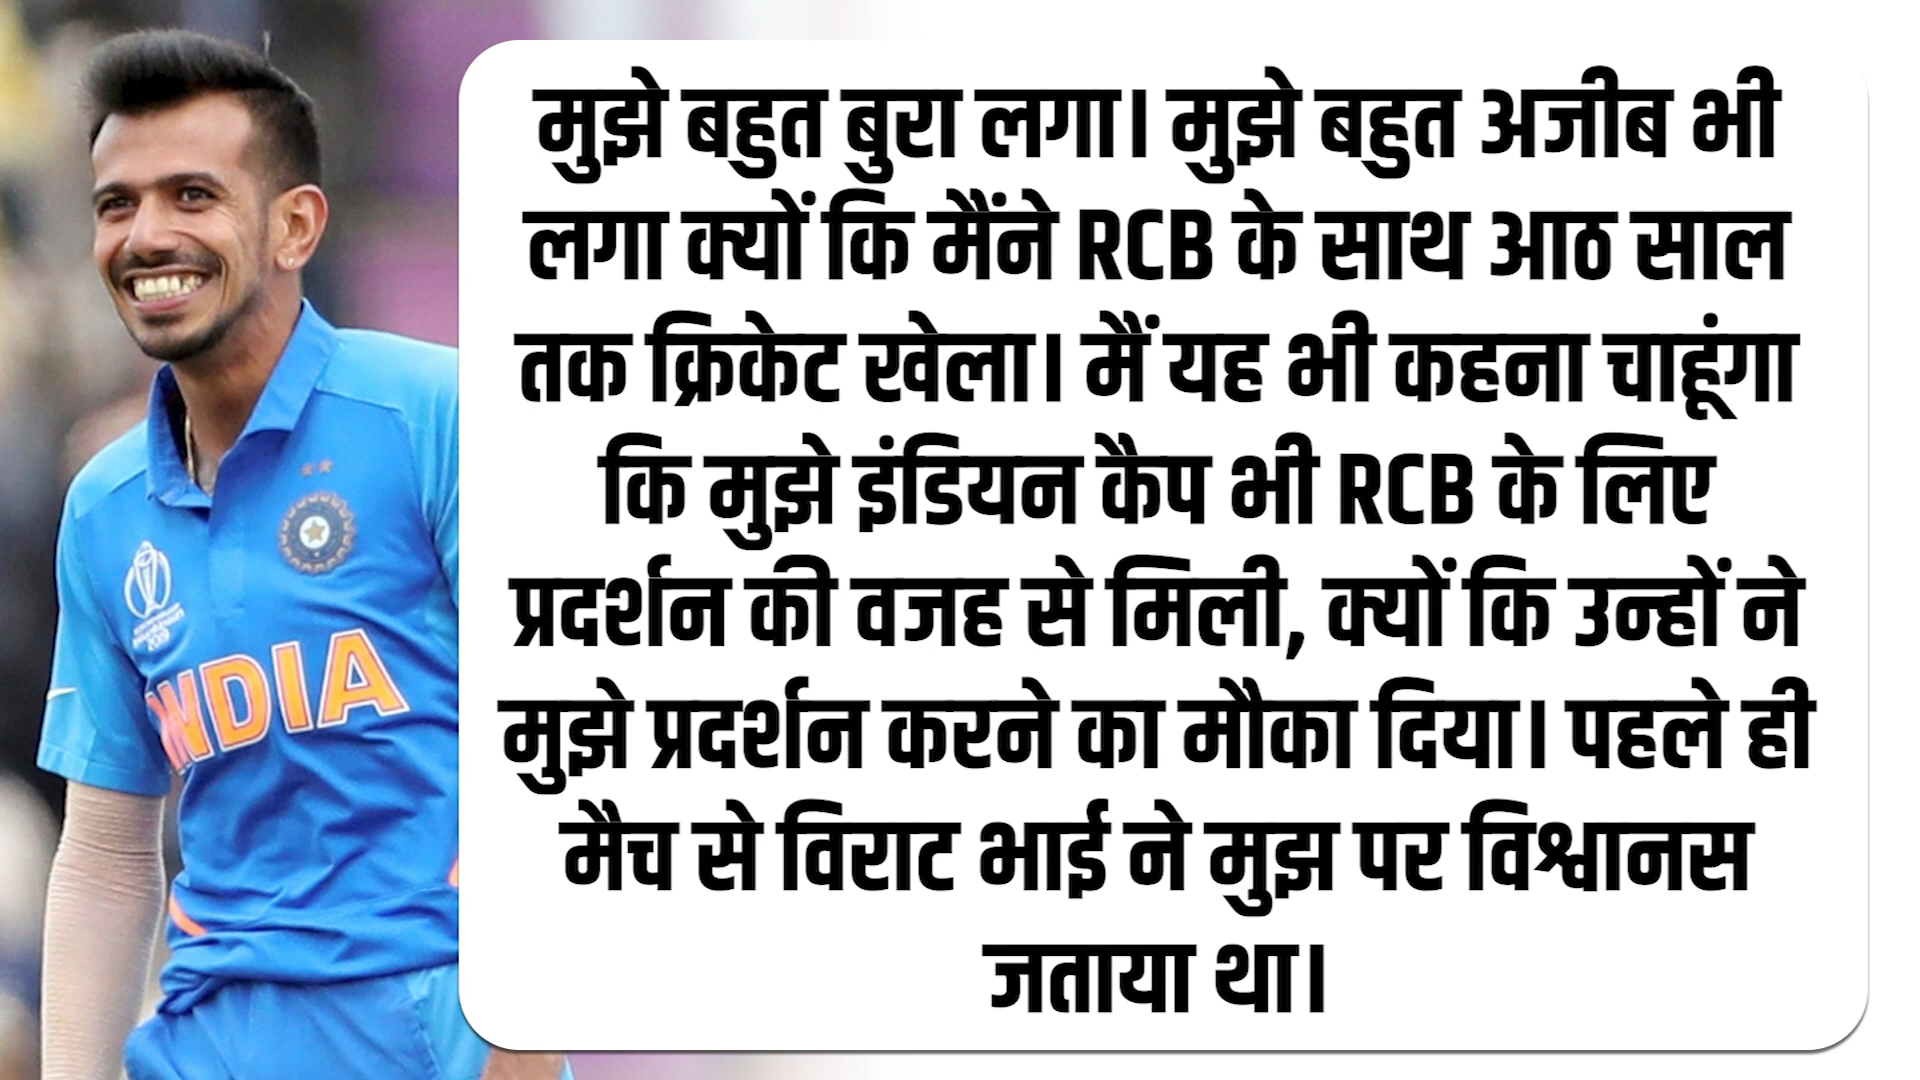 मुझे बहुत बुरा लगा। मुझे बहुत अजीब भी
लगा क्यों कि मैंने RCB के साथ आठ साल
तक क्रिकेट खेला। मैं यह भी कहना चाहूंगा
कि मुझे इंडियन कैप भी RCB के लिए
प्रदर्शन की वजह से मिली, क्यों कि उन्हों ने
मुझे प्रदर्शन करने का मौका दिया। पहले ही
मैच से विराट भाई ने मुझ पर विश्वानस
जताया था।
INDIA